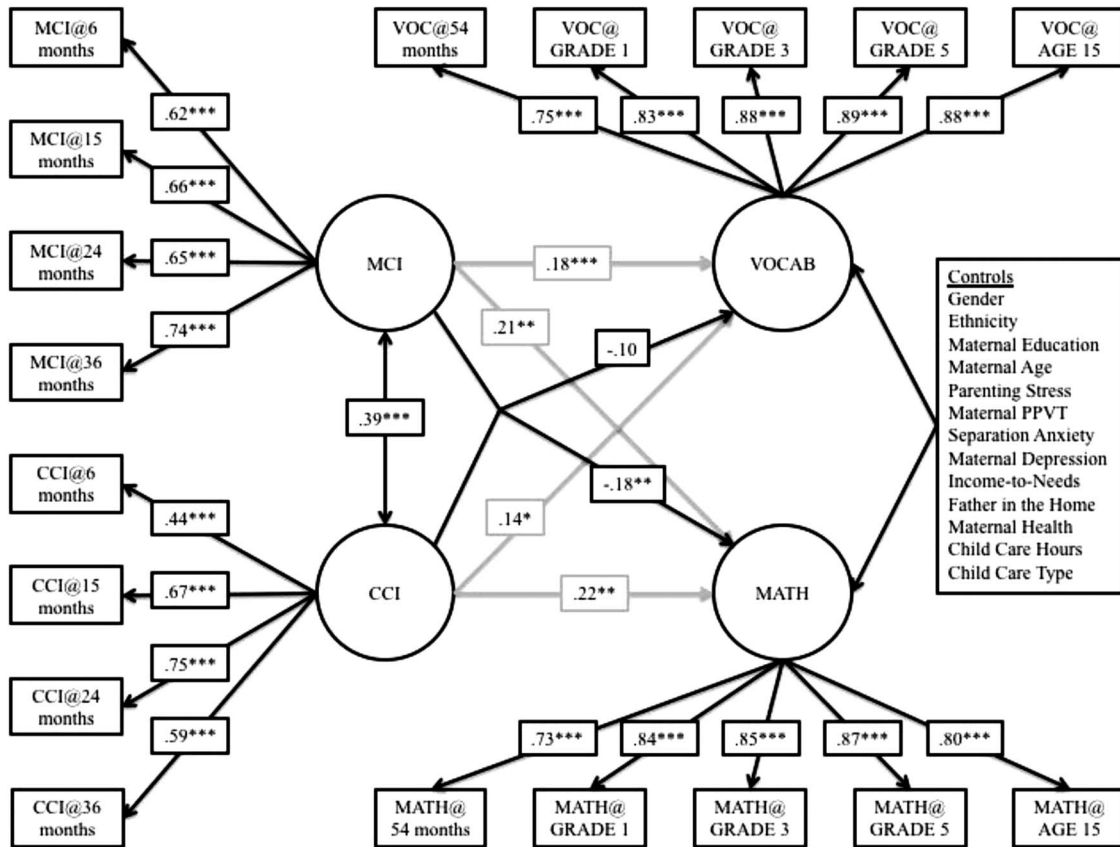 MCI@6
months
VOC@54
months
VOC@
GRADE 1
VOC@
GRADE 3
VOC@
GRADE 5
VOC@
AGE 15
.62***
.75***
.83***
.88***
.89***
.88***
MCI@15
months
.66***
MCI@24
months
.65***
MCI
.18***
VOCAB
MCI@36
months
.74***
.21**
-.10
.39***
Controls
Gender
Ethnicity
Maternal Education
Maternal Age
Parenting Stress
Maternal PPVT
Separation Anxiety
Maternal Depression
Income-to-Needs
Father in the Home
Maternal Health
Child Care Hours
Child Care Type
CCI@6
months
.44***
-.18**
.14*
CCI@15
months
.67***
CCI
.22**
MATH
CCI@24
months
.75***
.59***
CCI@36
months
.73***
.84***
.85***
.87***
.80***
MATH@
54 months
MATH@
GRADE 1
MATH@
GRADE 3
MATH@
GRADE 5
MATH@
AGE 15